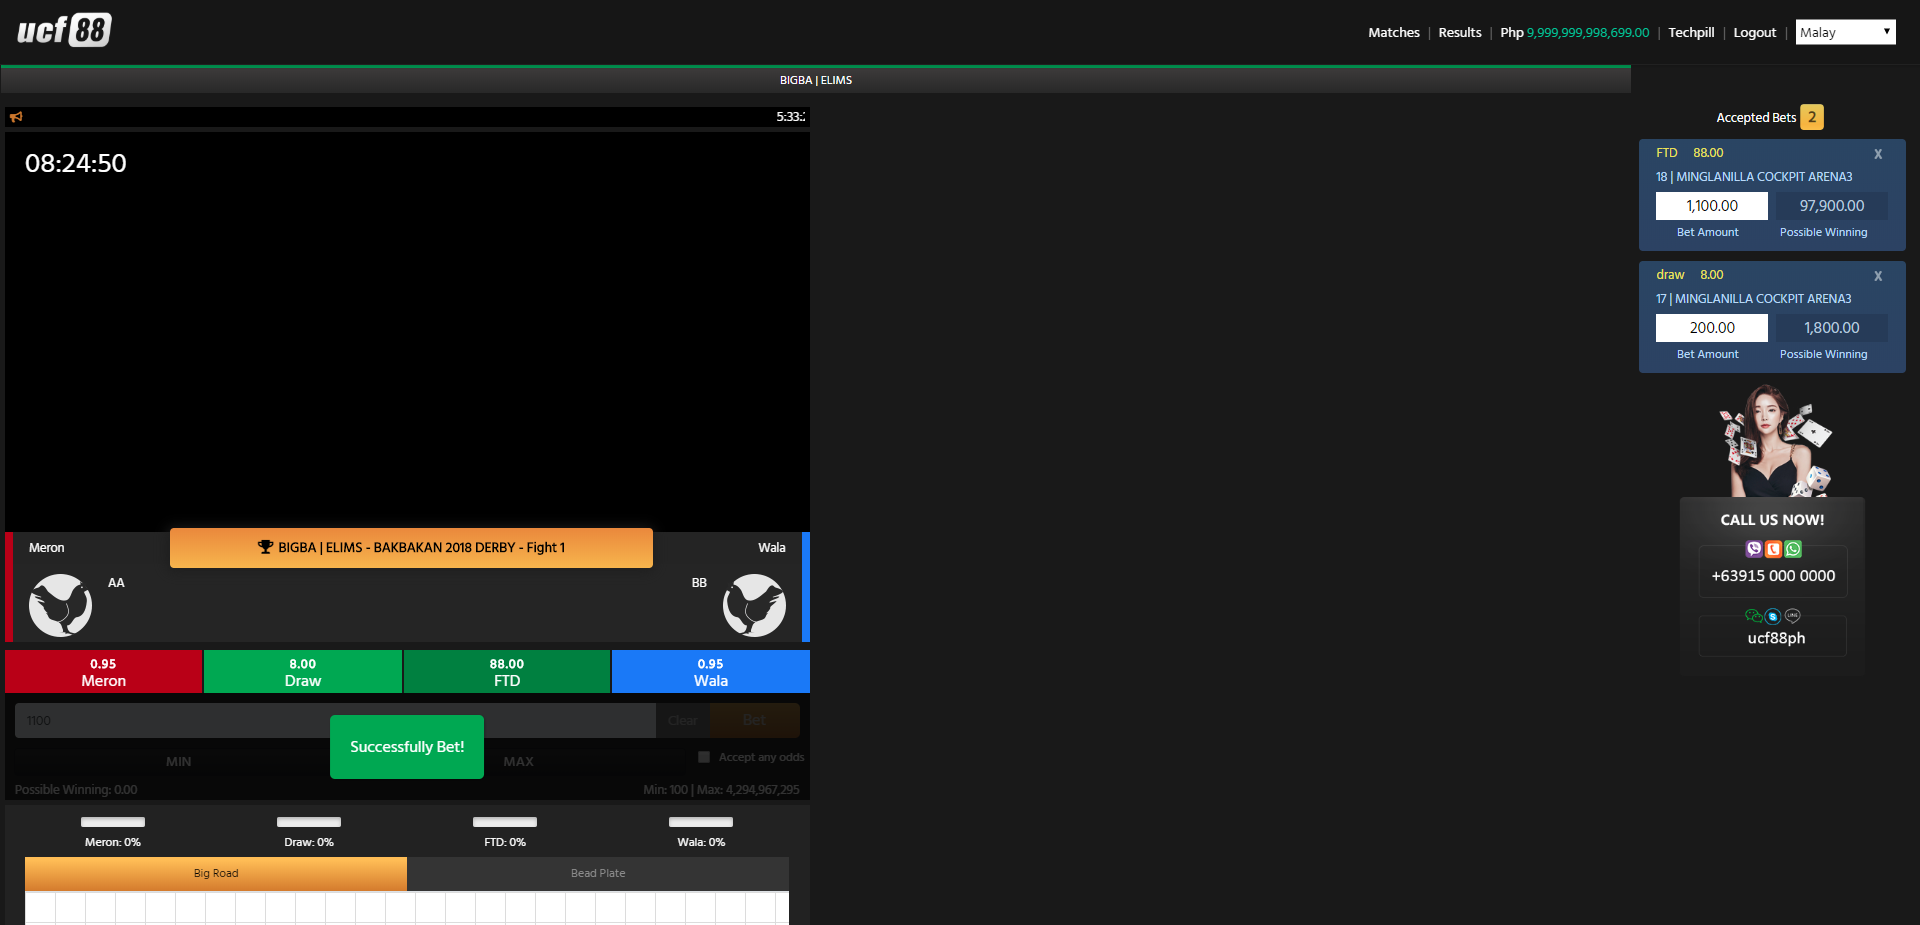 ucf 88
Matches | Results | Php 9,999,999,998,699.00 | Techpill | Logout | Malay
BIGBA | ELIMS
5:33:2
08:24:50
Accepted Bets 2
FTD 88.00 X
18 | MINGLANILLA COCKPIT ARENA3
1,100.00 97,900.00
Bet Amount Possible Winning
draw 8.00 X
17 | MINGLANILLA COCKPIT ARENA3
200.00 1,800.00
Bet Amount Possible Winning
CALL US NOW!
+63915 000 0000
LINE
ucf88ph
Meron
BIGBA | ELIMS - BAKBAKAN 2018 DERBY - Fight 1
Wala
AA
BB
0.95
Meron
8.00
Draw
88.00
FTD
0.95
Wala
1100
Clear
Bet
Successfully Bet!
MIN
MAX
Accept any odds
Possible Winning: 0.00
Min: 100 | Max: 4,294,967,295
Meron: 0%
Draw: 0%
FTD: 0%
Wala: 0%
Big Road
Bead Plate